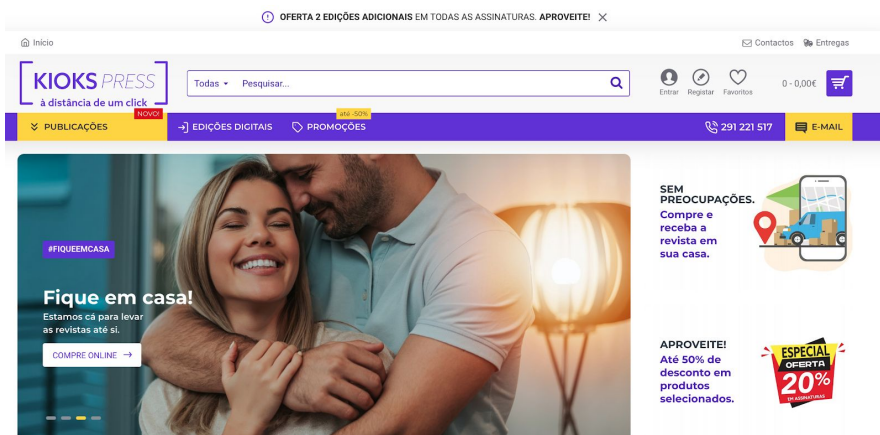 OFERTA 2 EDIÇÕES ADICIONAIS EM TODAS AS ASSINATURAS. APROVEITE!
Início
Contactos
Entregas
KIOKS PRESS
à distância de um click
Todas
Pesquisar...
Entrar
Registar
Favoritos
0 - 0,00€
NOVO!
até -50%
PUBLICAÇÕES
EDIÇÕES DIGITAIS
PROMOÇÕES
291 221 517
E-MAIL
#FIQUEEMCASA
Fique em casa!
Estamos cá para levar
as revistas até si.
COMPRE ONLINE
SEM
PREOCUPAÇÕES.
Compre e
receba a
revista em
sua casa.
APROVEITE!
Até 50% de
desconto em
produtos
selecionados.
ESPECIAL
OFERTA
20%
EM ASSINATURAS